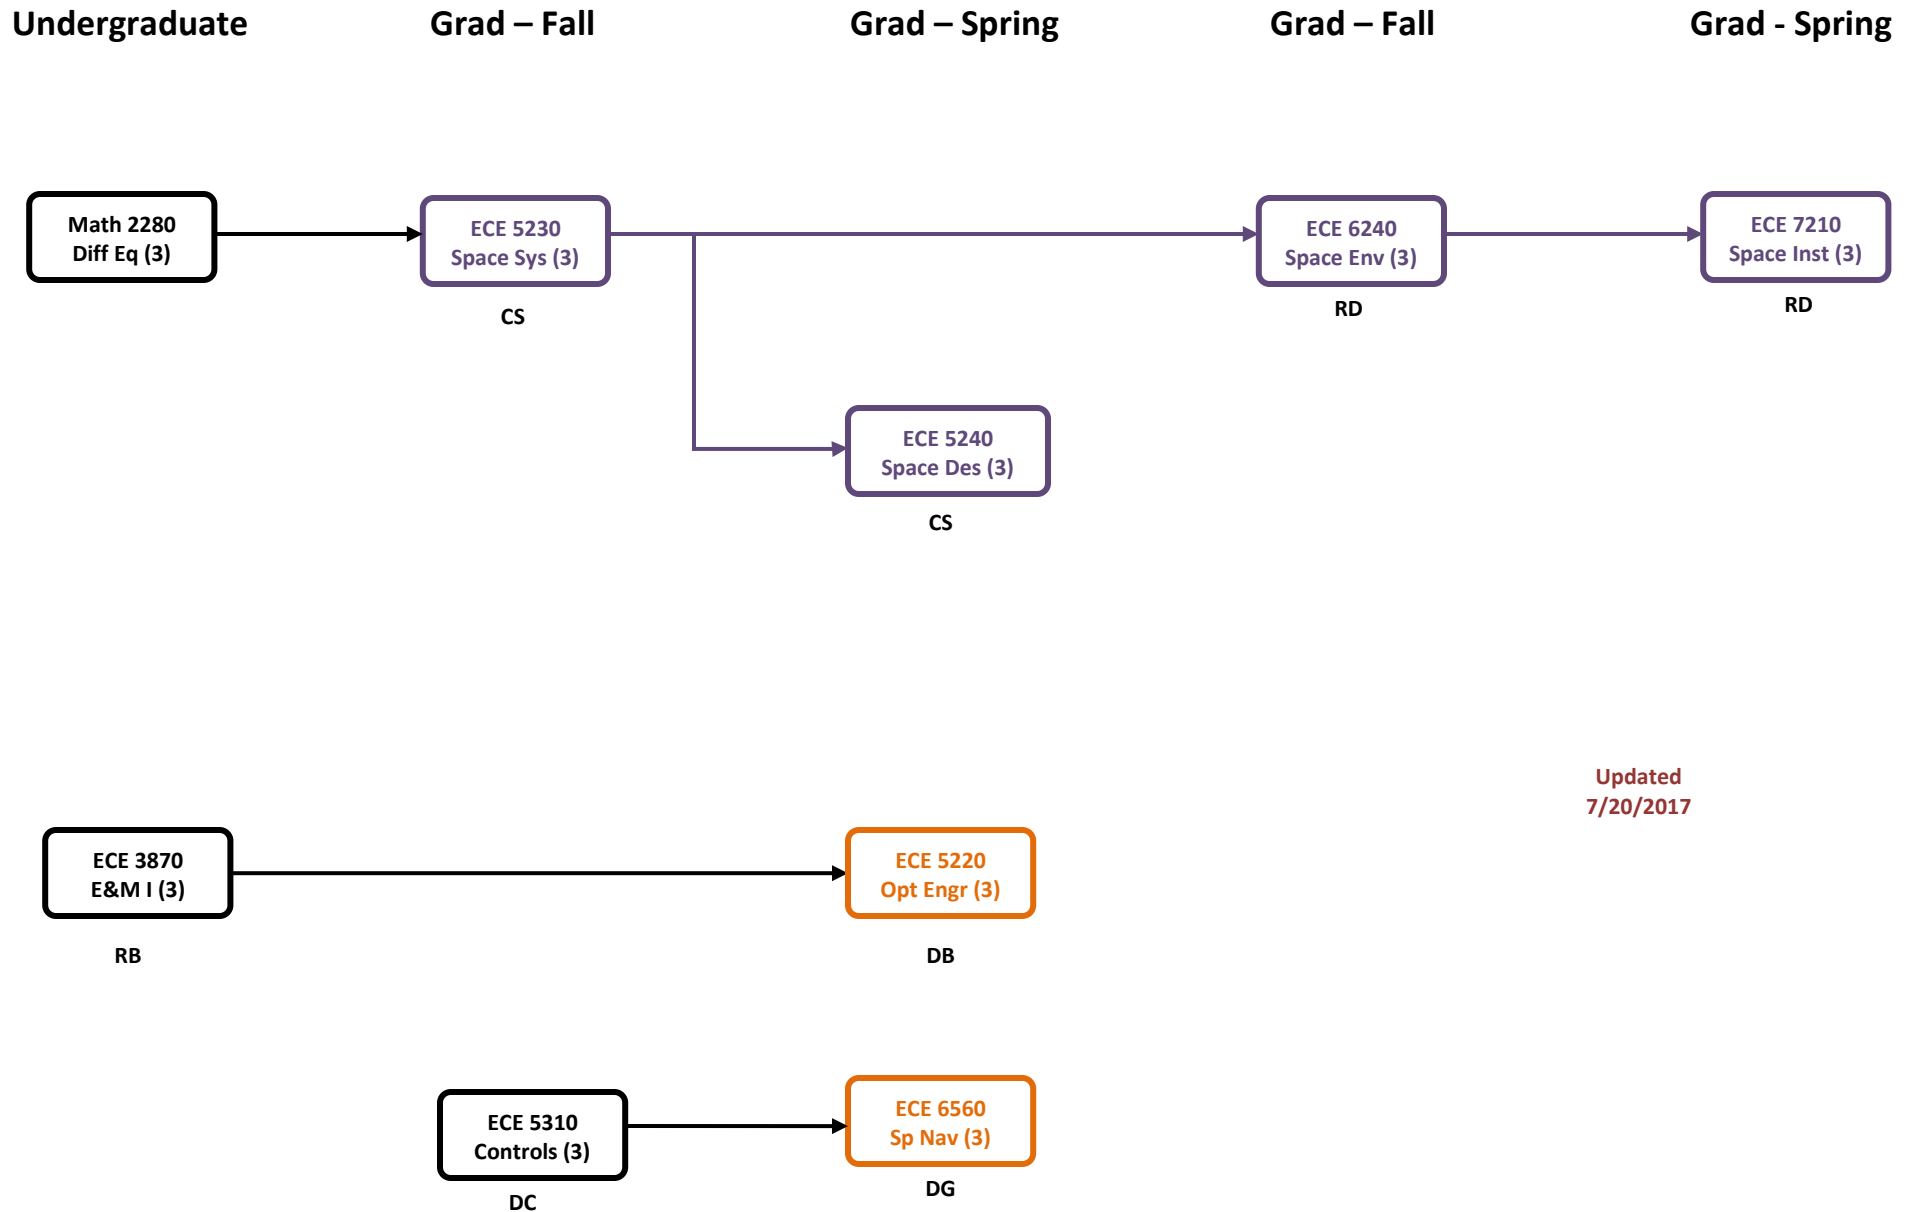 Undergraduate
Grad – Fall
Grad – Spring
Grad – Fall
Grad - Spring
Math 2280
Diff Eq (3)
ECE 5230
Space Sys (3)
CS
ECE 6240
Space Env (3)
RD
ECE 7210
Space Inst (3)
RD
ECE 5240
Space Des (3)
CS
Updated
7/20/2017
ECE 3870
E&M I (3)
RB
ECE 5220
Opt Engr (3)
DB
ECE 5310
Controls (3)
DC
ECE 6560
Sp Nav (3)
DG